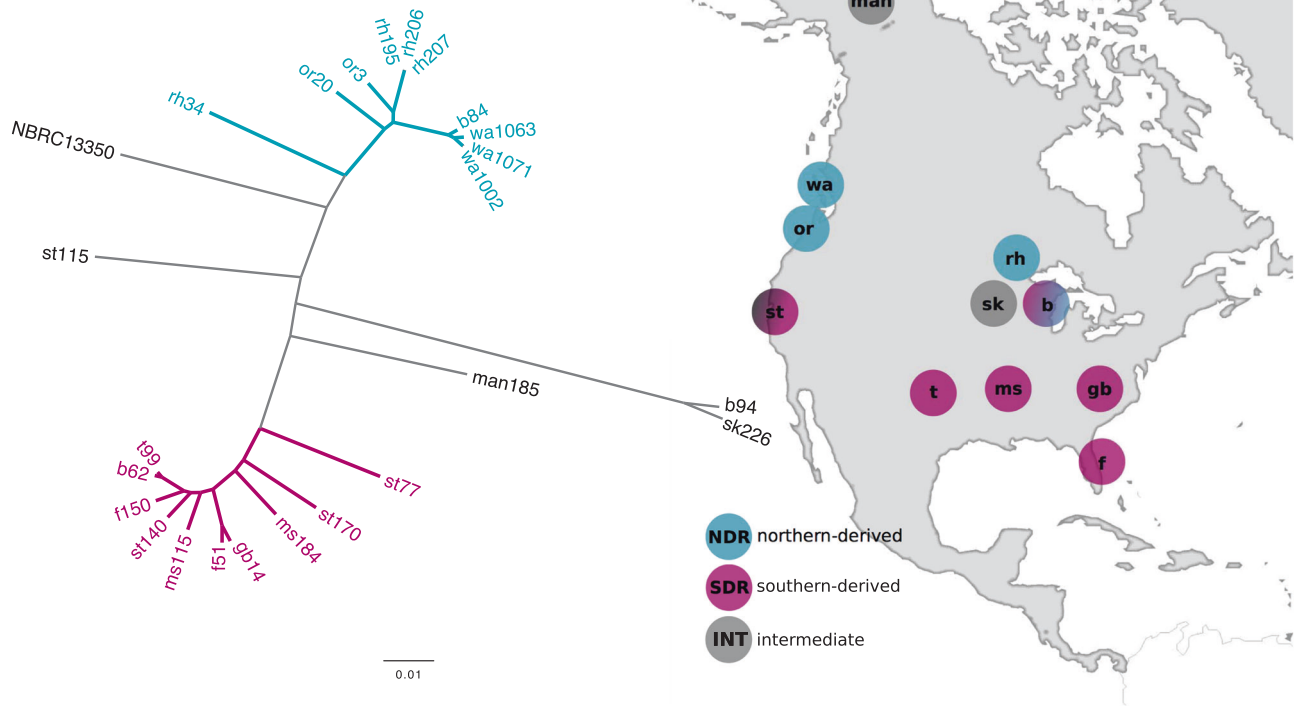 rh195
rh206
rh207
or3
or20
rh34
b84
wa1063
wa1071
wa1002
NBRC13350
st115
man185
b94
sk226
st77
st170
ms184
gb14
f51
ms115
st140
f150
b62
t99
0.01
man
wa
or
rh
st
sk
b
t
ms
gb
f
NDR northern-derived
SDR southern-derived
INT intermediate